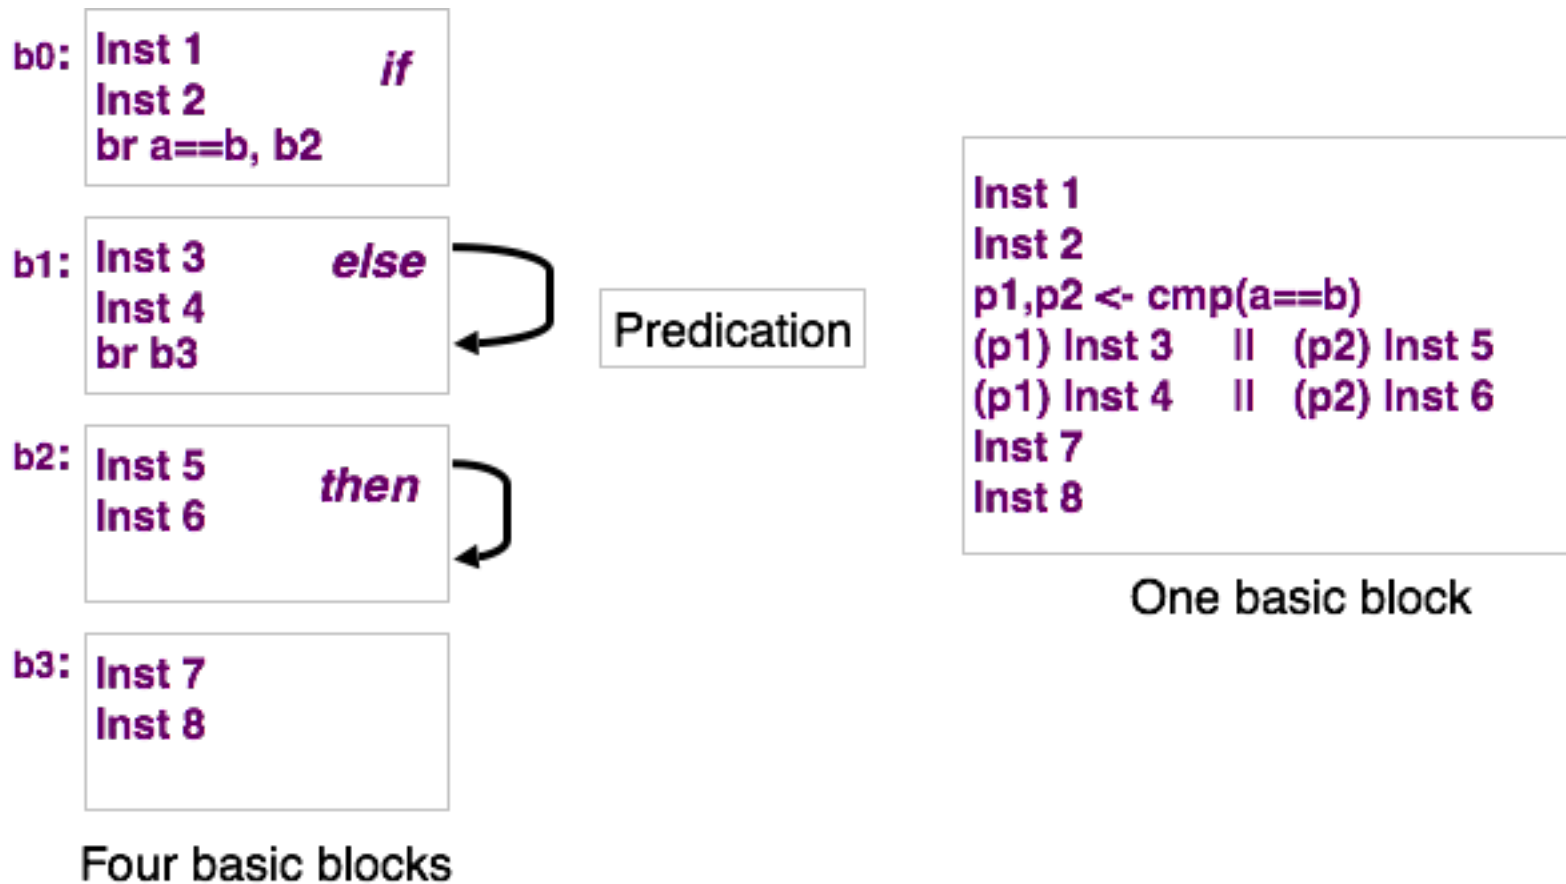 b0:
Inst 1
if
Inst 2
br a==b, b2
b1:
Inst 3
else
Inst 4
br b3
b2:
Inst 5
then
Inst 6
b3:
Inst 7
Inst 8
Four basic blocks
Predication
Inst 1
Inst 2
p1,p2 <- cmp(a==b)
(p1) Inst 3 || (p2) Inst 5
(p1) Inst 4 || (p2) Inst 6
Inst 7
Inst 8
One basic block